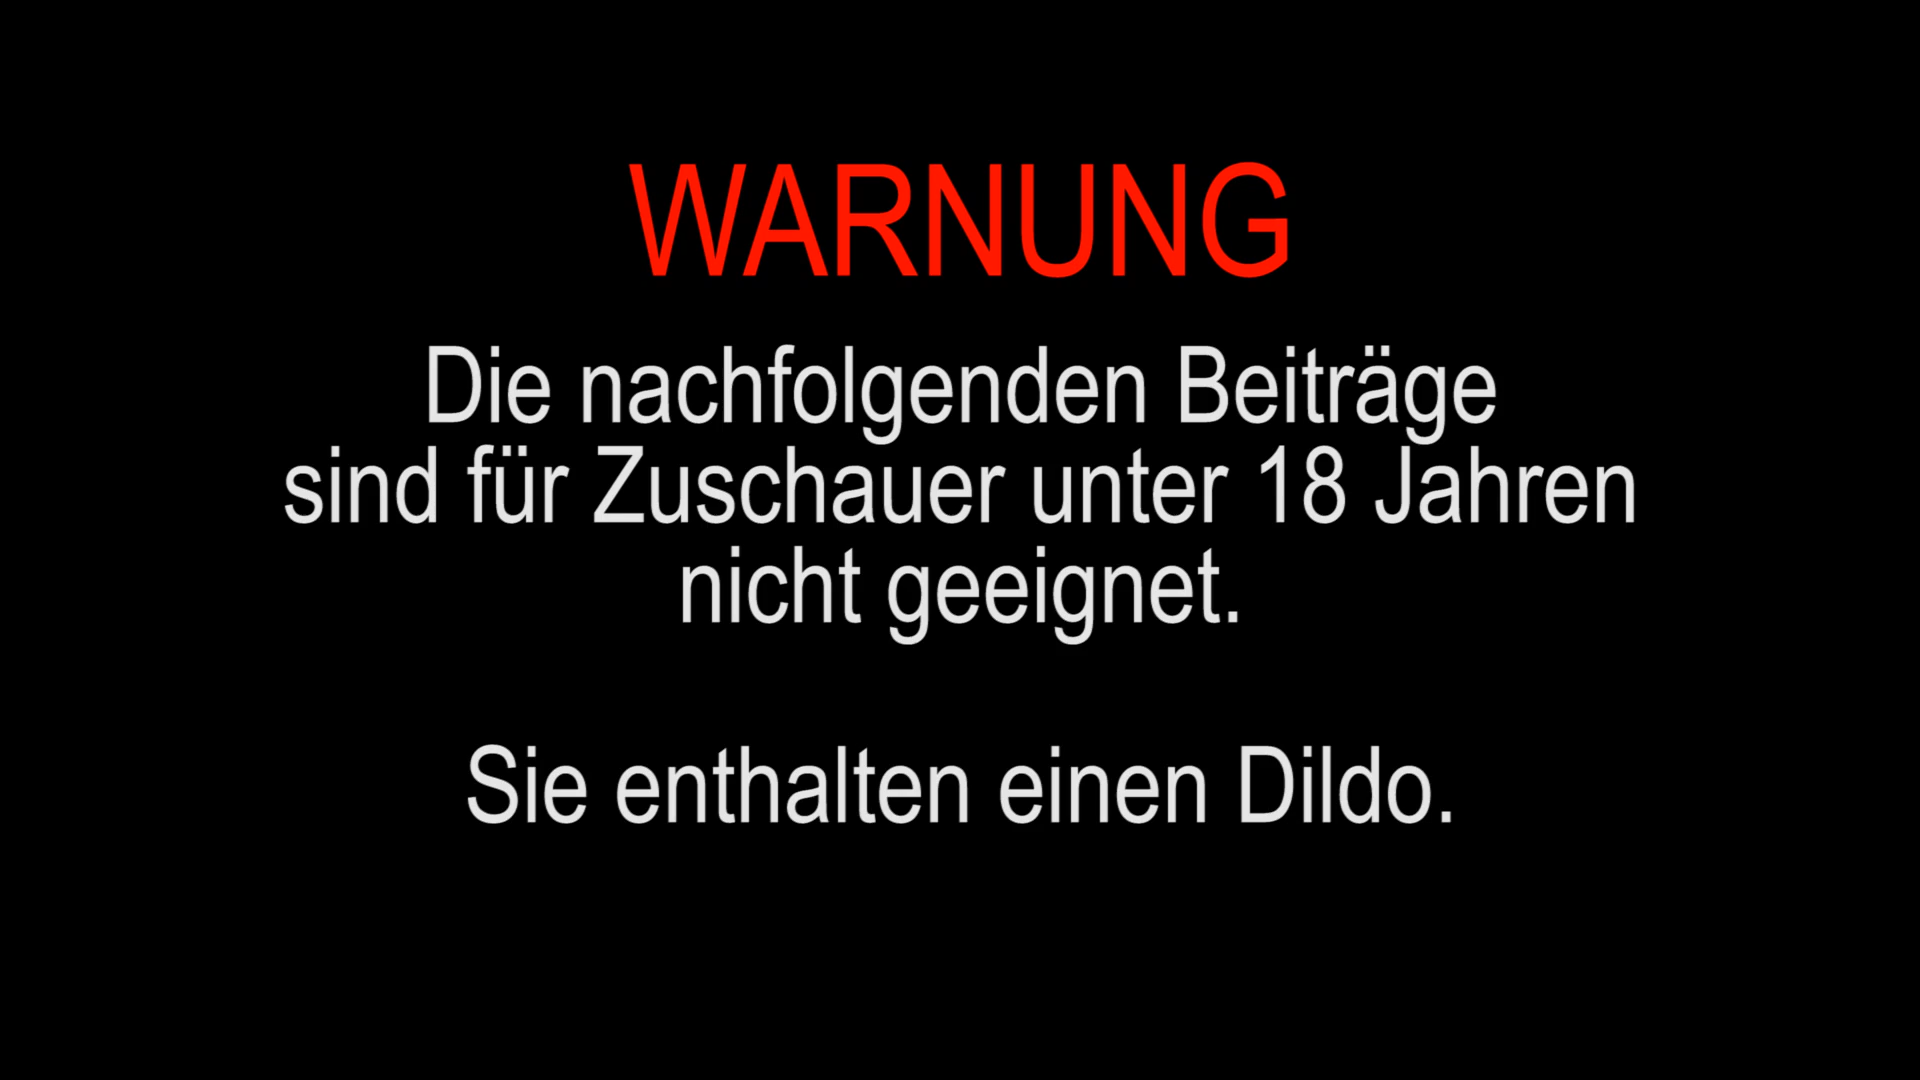 WARNUNG
Die nachfolgenden Beiträge
sind für Zuschauer unter 18 Jahren
nicht geeignet.
Sie enthalten einen Dildo.